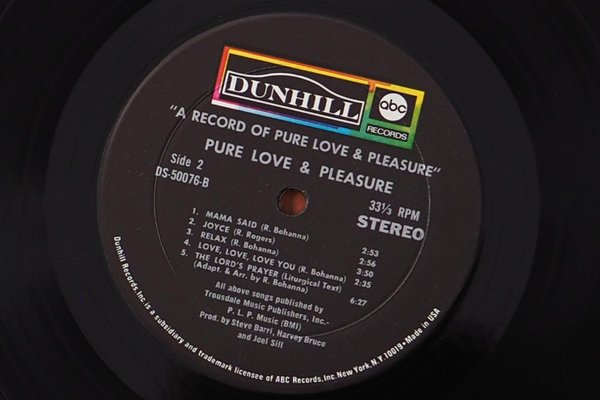 DUNHILL
abc
RECORDS
"A RECORD OF PURE LOVE & PLEASURE"
PURE LOVE & PLEASURE
Side 2
DS-50076-B
33⅓ RPM
STEREO
1. MAMA SAID (R. Bohanna) 2:53
2. JOYCE (R. Rogers) 2:56
3. RELAX (R. Bohanna) 3:50
4. LOVE, LOVE, LOVE YOU (R. Bohanna) 2:35
5. THE LORD'S PRAYER (Liturgical Text)
(Adapt. & Arr. by R. Bohanna) 6:27
All above songs published by
Trousdale Music Publishers, Inc.-
P. L. P. Music (BMI)
Prod. by Steve Barri, Harvey Bruce
and Joel Sill
Dunhill Records, Inc. is a subsidiary and trademark licensee of ABC Records, Inc. New York, N.Y. 10019 • Made in USA